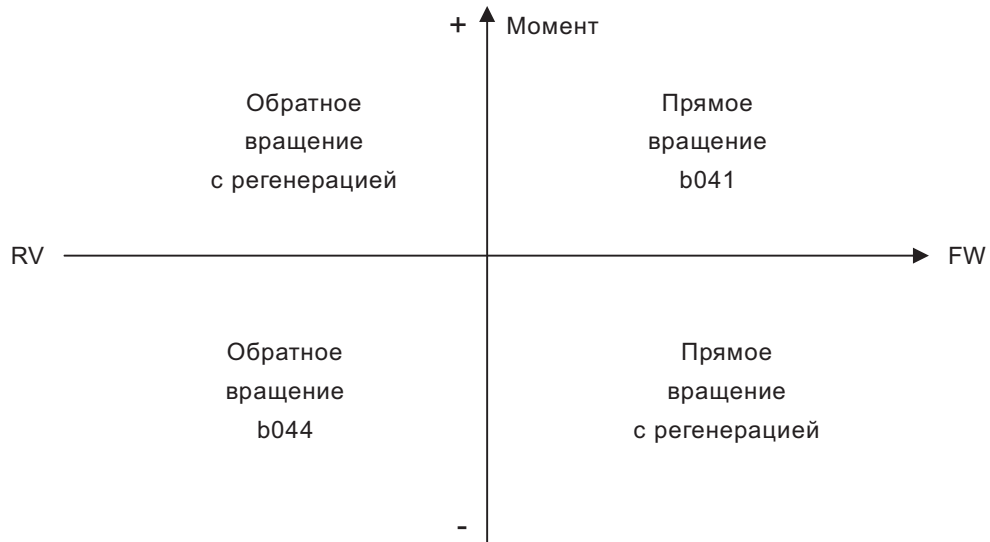 + Момент
Обратное
вращение
с регенерацией
Прямое
вращение
b041
RV
FW
Обратное
вращение
b044
Прямое
вращение
с регенерацией
-